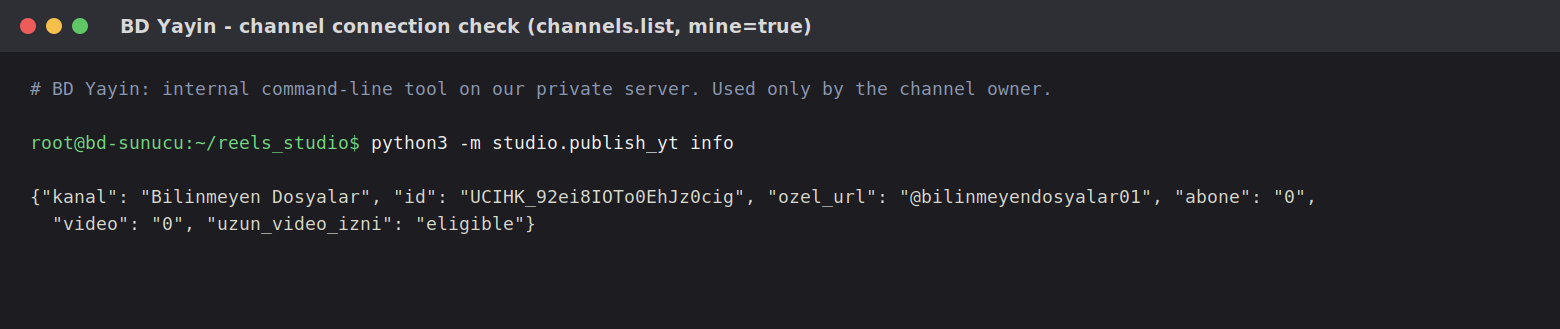 BD Yayin - channel connection check (channels.list, mine=true)
# BD Yayin: internal command-line tool on our private server. Used only by the channel owner.
root@bd-sunucu:~/reels_studio$ python3 -m studio.publish_yt info
{"kanal": "Bilinmeyen Dosyalar", "id": "UCIHK_92ei8IOTo0EhJz0cig", "ozel_url": "@bilinmeyendosyalar01", "abone": "0",
"video": "0", "uzun_video_izni": "eligible"}